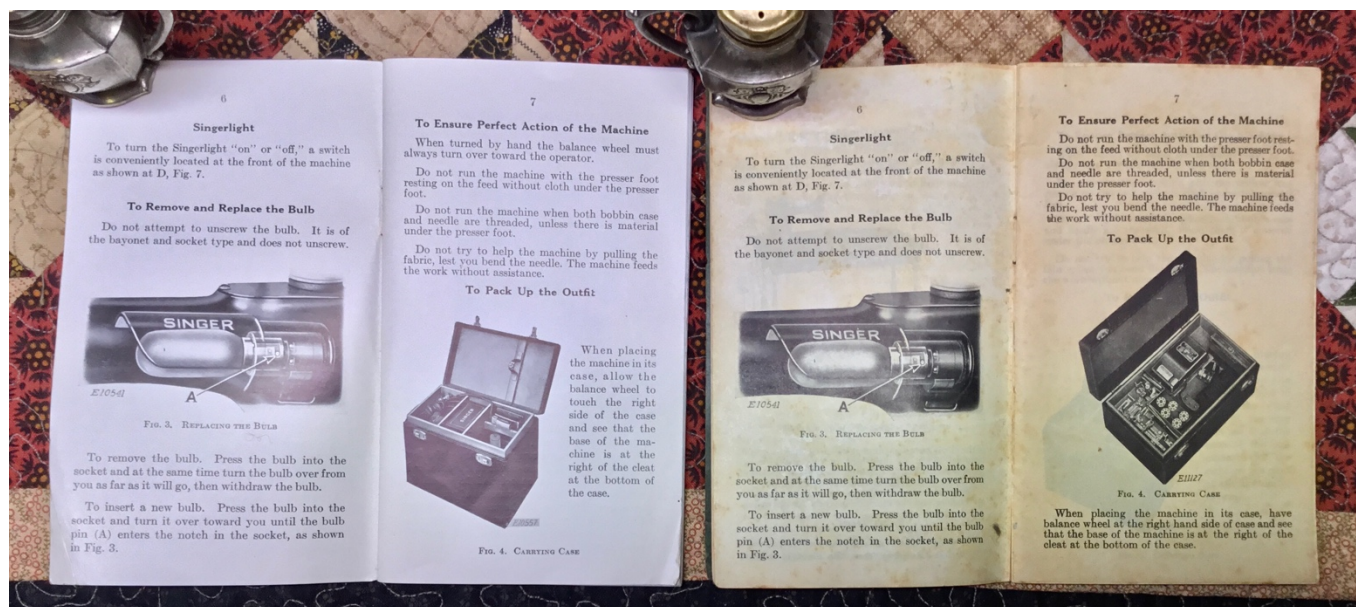 6
Singerlight
To turn the Singerlight "on" or "off," a switch
is conveniently located at the front of the machine
as shown at D, Fig. 7.
To Remove and Replace the Bulb
Do not attempt to unscrew the bulb. It is of
the bayonet and socket type and does not unscrew.
SINGER
E10541
A
FIG. 3. REPLACING THE BULB
To remove the bulb. Press the bulb into the
socket and at the same time turn the bulb over from
you as far as it will go, then withdraw the bulb.
To insert a new bulb. Press the bulb into the
socket and turn it over toward you until the bulb
pin (A) enters the notch in the socket, as shown
in Fig. 3.
7
To Ensure Perfect Action of the Machine
When turned by hand the balance wheel must
always turn over toward the operator.
Do not run the machine with the presser foot
resting on the feed without cloth under the presser
foot.
Do not run the machine when both bobbin case
and needle are threaded, unless there is material
under the presser foot.
Do not try to help the machine by pulling the
fabric, lest you bend the needle. The machine feeds
the work without assistance.
To Pack Up the Outfit
When placing
the machine in its
case, allow the
balance wheel to
touch the right
side of the case
and see that the
base of the ma-
chine is at the
right of the cleat
at the bottom of
the case.
FIG. 4. CARRYING CASE
6
Singerlight
To turn the Singerlight "on" or "off," a switch
is conveniently located at the front of the machine
as shown at D, Fig. 7.
To Remove and Replace the Bulb
Do not attempt to unscrew the bulb. It is of
the bayonet and socket type and does not unscrew.
SINGER
E10541
A
FIG. 3. REPLACING THE BULB
To remove the bulb. Press the bulb into the
socket and at the same time turn the bulb over from
you as far as it will go, then withdraw the bulb.
To insert a new bulb. Press the bulb into the
socket and turn it over toward you until the bulb
pin (A) enters the notch in the socket, as shown
in Fig. 3.
7
To Ensure Perfect Action of the Machine
Do not run the machine with the presser foot rest-
ing on the feed without cloth under the presser foot.
Do not run the machine when both bobbin case
and needle are threaded, unless there is material
under the presser foot.
Do not try to help the machine by pulling the
fabric, lest you bend the needle. The machine feeds
the work without assistance.
To Pack Up the Outfit
E11127
FIG. 4. CARRYING CASE
When placing the machine in its case, have
balance wheel at the right hand side of case and see
that the base of the machine is at the right of the
cleat at the bottom of the case.